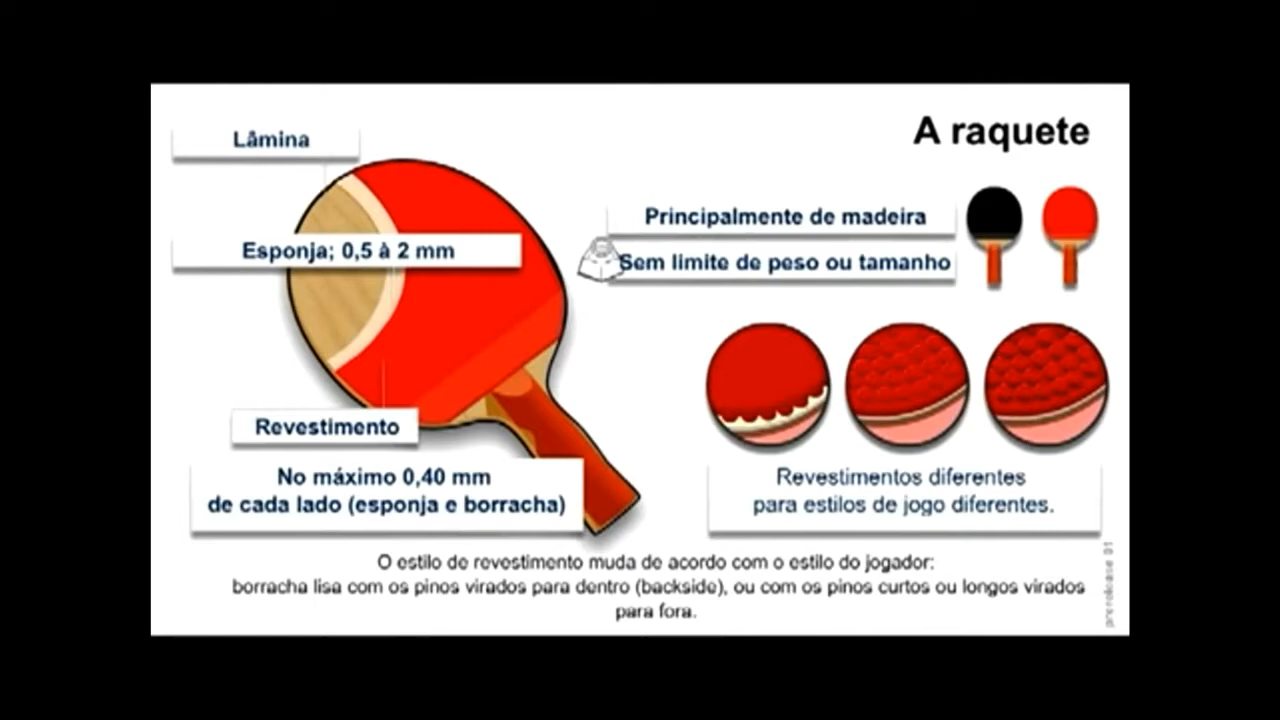 A raquete
Lâmina
Principalmente de madeira
Esponja; 0,5 à 2 mm
Sem limite de peso ou tamanho
Revestimento
No máximo 0,40 mm
de cada lado (esponja e borracha)
Revestimentos diferentes
para estilos de jogo diferentes.
O estilo de revestimento muda de acordo com o estilo do jogador:
borracha lisa com os pinos virados para dentro (backside), ou com os pinos curtos ou longos virados
para fora.